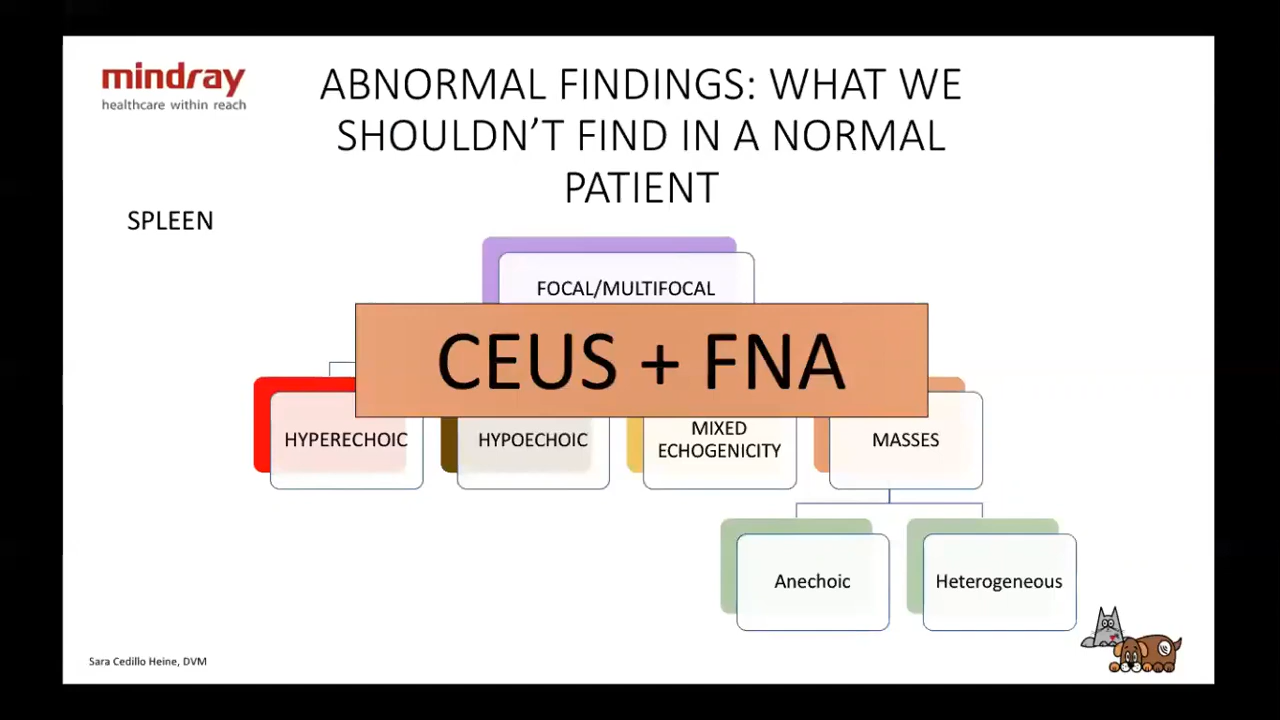 mindray
healthcare within reach
ABNORMAL FINDINGS: WHAT WE
SHOULDN’T FIND IN A NORMAL
PATIENT
SPLEEN
FOCAL/MULTIFOCAL
CEUS + FNA
HYPERECHOIC
HYPOECHOIC
MIXED
ECHOGENICITY
MASSES
Anechoic
Heterogeneous
Sara Cedillo Heine, DVM